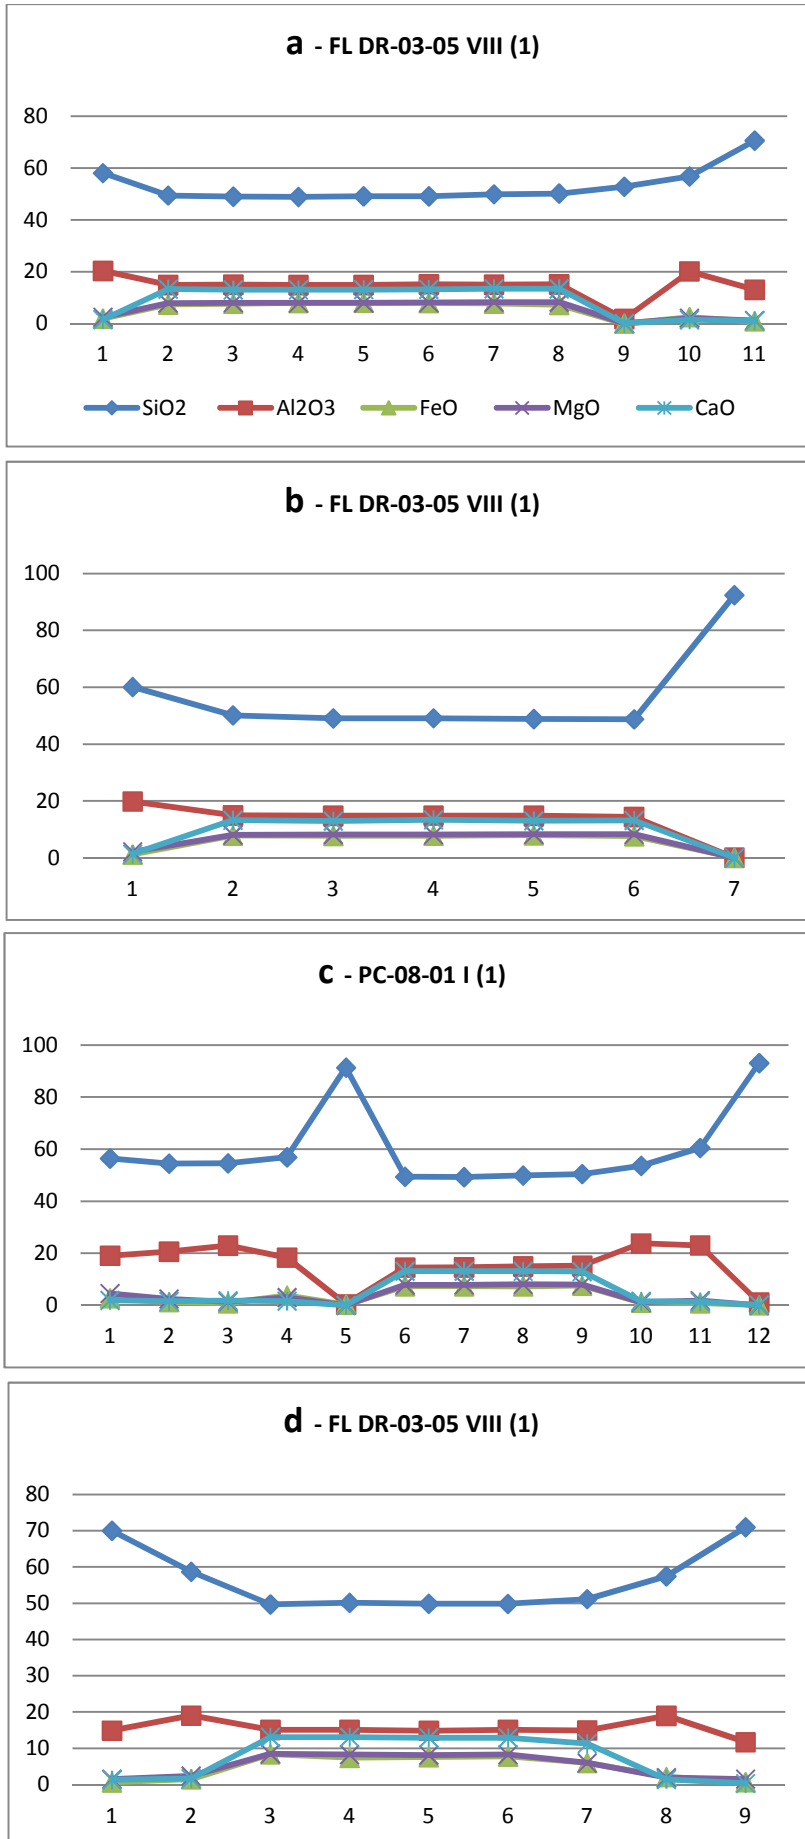 a - FL DR-03-05 VIII (1)
80
60
40
20
0
1 2 3 4 5 6 7 8 9 10 11
SiO2 Al2O3 FeO MgO CaO
b - FL DR-03-05 VIII (1)
100
80
60
40
20
0
1 2 3 4 5 6 7
c - PC-08-01 I (1)
100
80
60
40
20
0
1 2 3 4 5 6 7 8 9 10 11 12
d - FL DR-03-05 VIII (1)
80
70
60
50
40
30
20
10
0
1 2 3 4 5 6 7 8 9